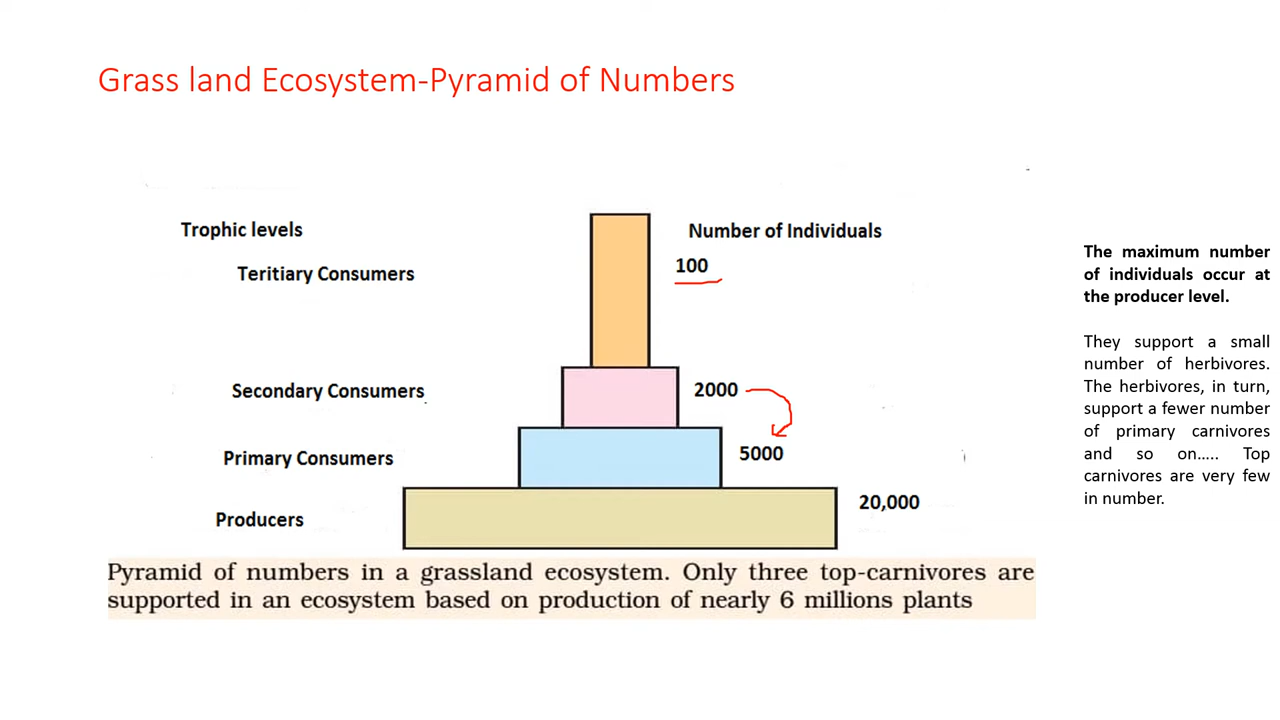 Grass land Ecosystem-Pyramid of Numbers
Trophic levels
Number of Individuals
Teritiary Consumers
100
Secondary Consumers
2000
Primary Consumers
5000
Producers
20,000
Pyramid of numbers in a grassland ecosystem. Only three top-carnivores are
supported in an ecosystem based on production of nearly 6 millions plants
The maximum number
of individuals occur at
the producer level.
They support a small
number of herbivores.
The herbivores, in turn,
support a fewer number
of primary carnivores
and so on..... Top
carnivores are very few
in number.